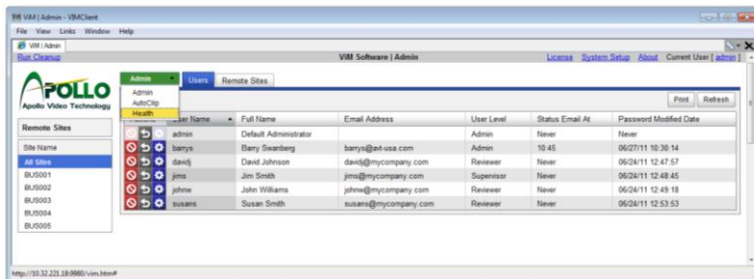 ViM | Admin - VIMClient
File View Links Window Help
ViM | Admin
Run Cleanup ViM Software | Admin License System Setup About Current User [ admin ]
APOLLO
Apollo Video Technology
Admin Users Remote Sites
Admin
AutoClip
Health
Print Refresh
User Name Full Name Email Address User Level Status Email At Password Modified Date
admin Default Administrator Admin Never Never
barrys Barry Swanberg barrys@avt-usa.com Admin 10:45 06/27/11 10:30:14
davidj David Johnson davidj@mycompany.com Reviewer Never 06/24/11 12:47:57
jims Jim Smith jims@mycompany.com Supervisor Never 06/24/11 12:48:45
johnw John Williams johnw@mycompany.com Reviewer Never 06/24/11 12:49:18
susans Susan Smith susans@mycompany.com Reviewer Never 06/24/11 12:53:53
Remote Sites
Site Name
All Sites
BUS001
BUS002
BUS003
BUS004
BUS005
http://10.32.221.18:9980/vim.htm#